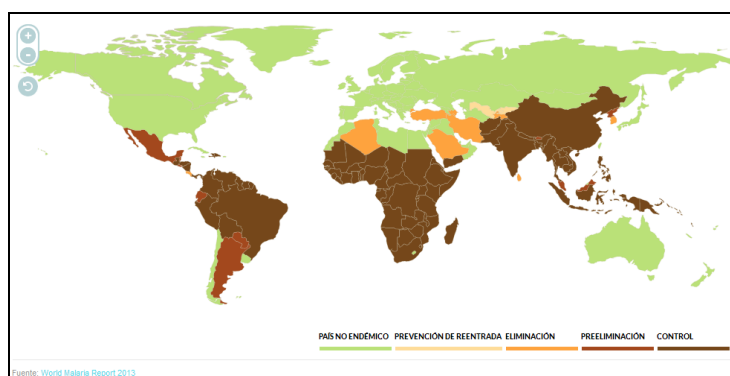 PAÍS NO ENDÉMICO PREVENCIÓN DE REENTRADA ELIMINACIÓN PREELIMINACIÓN CONTROL
Fuente: World Malaria Report 2013